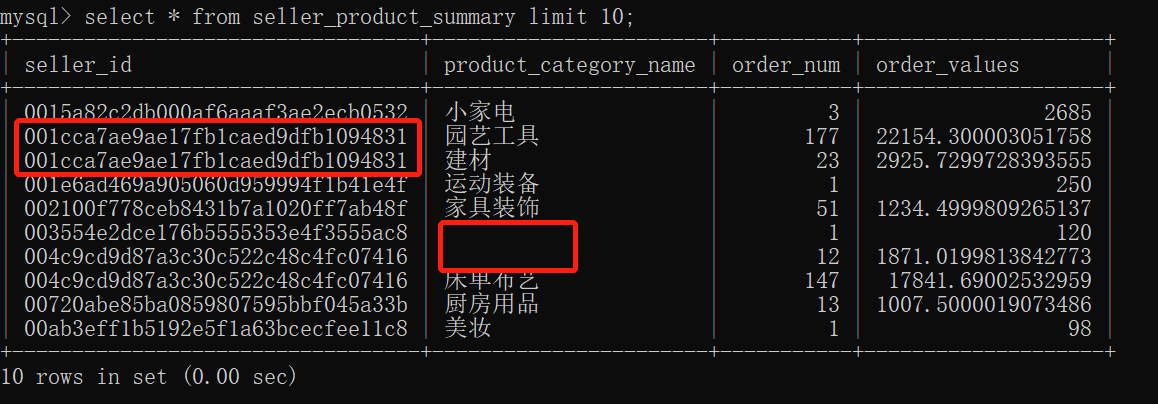 mysql> select * from seller_product_summary limit 10;
seller_id | product_category_name | order_num | order_values
0015a82c2db000af6aaaf3ae2ecb0532 | 小家电 | 3 | 2685
001cca7ae9ae17fb1caed9dfb1094831 | 园艺工具 | 177 | 22154.300003051758
001cca7ae9ae17fb1caed9dfb1094831 | 建材 | 23 | 2925.7299728393555
001e6ad469a905060d959994f1b41e4f | 运动装备 | 1 | 250
002100f778ceb8431b7a1020ff7ab48f | 家具装饰 | 51 | 1234.4999809265137
003554e2dce176b5555353e4f3555ac8 | | 1 | 120
004c9cd9d87a3c30c522c48c4fc07416 | | 12 | 1871.0199813842773
004c9cd9d87a3c30c522c48c4fc07416 | 床单布艺 | 147 | 17841.69002532959
00720abe85ba0859807595bbf045a33b | 厨房用品 | 13 | 1007.5000019073486
00ab3eff1b5192e5f1a63bcecfee11c8 | 美妆 | 1 | 98
10 rows in set (0.00 sec)